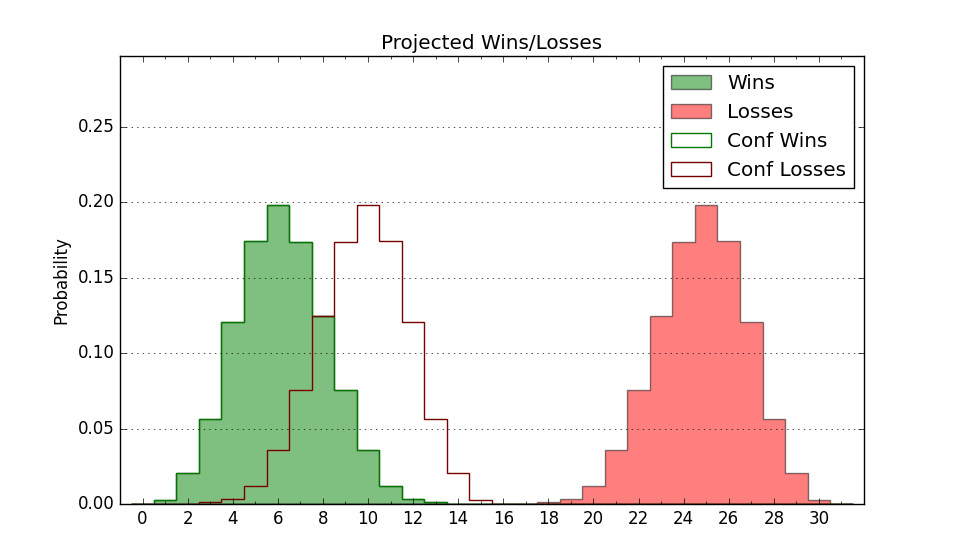 Projected Wins/Losses
Wins
Losses
Conf Wins
Conf Losses
Probability
0.25
0.20
0.15
0.10
0.05
0.00
0 2 4 6 8 10 12 14 16 18 20 22 24 26 28 30